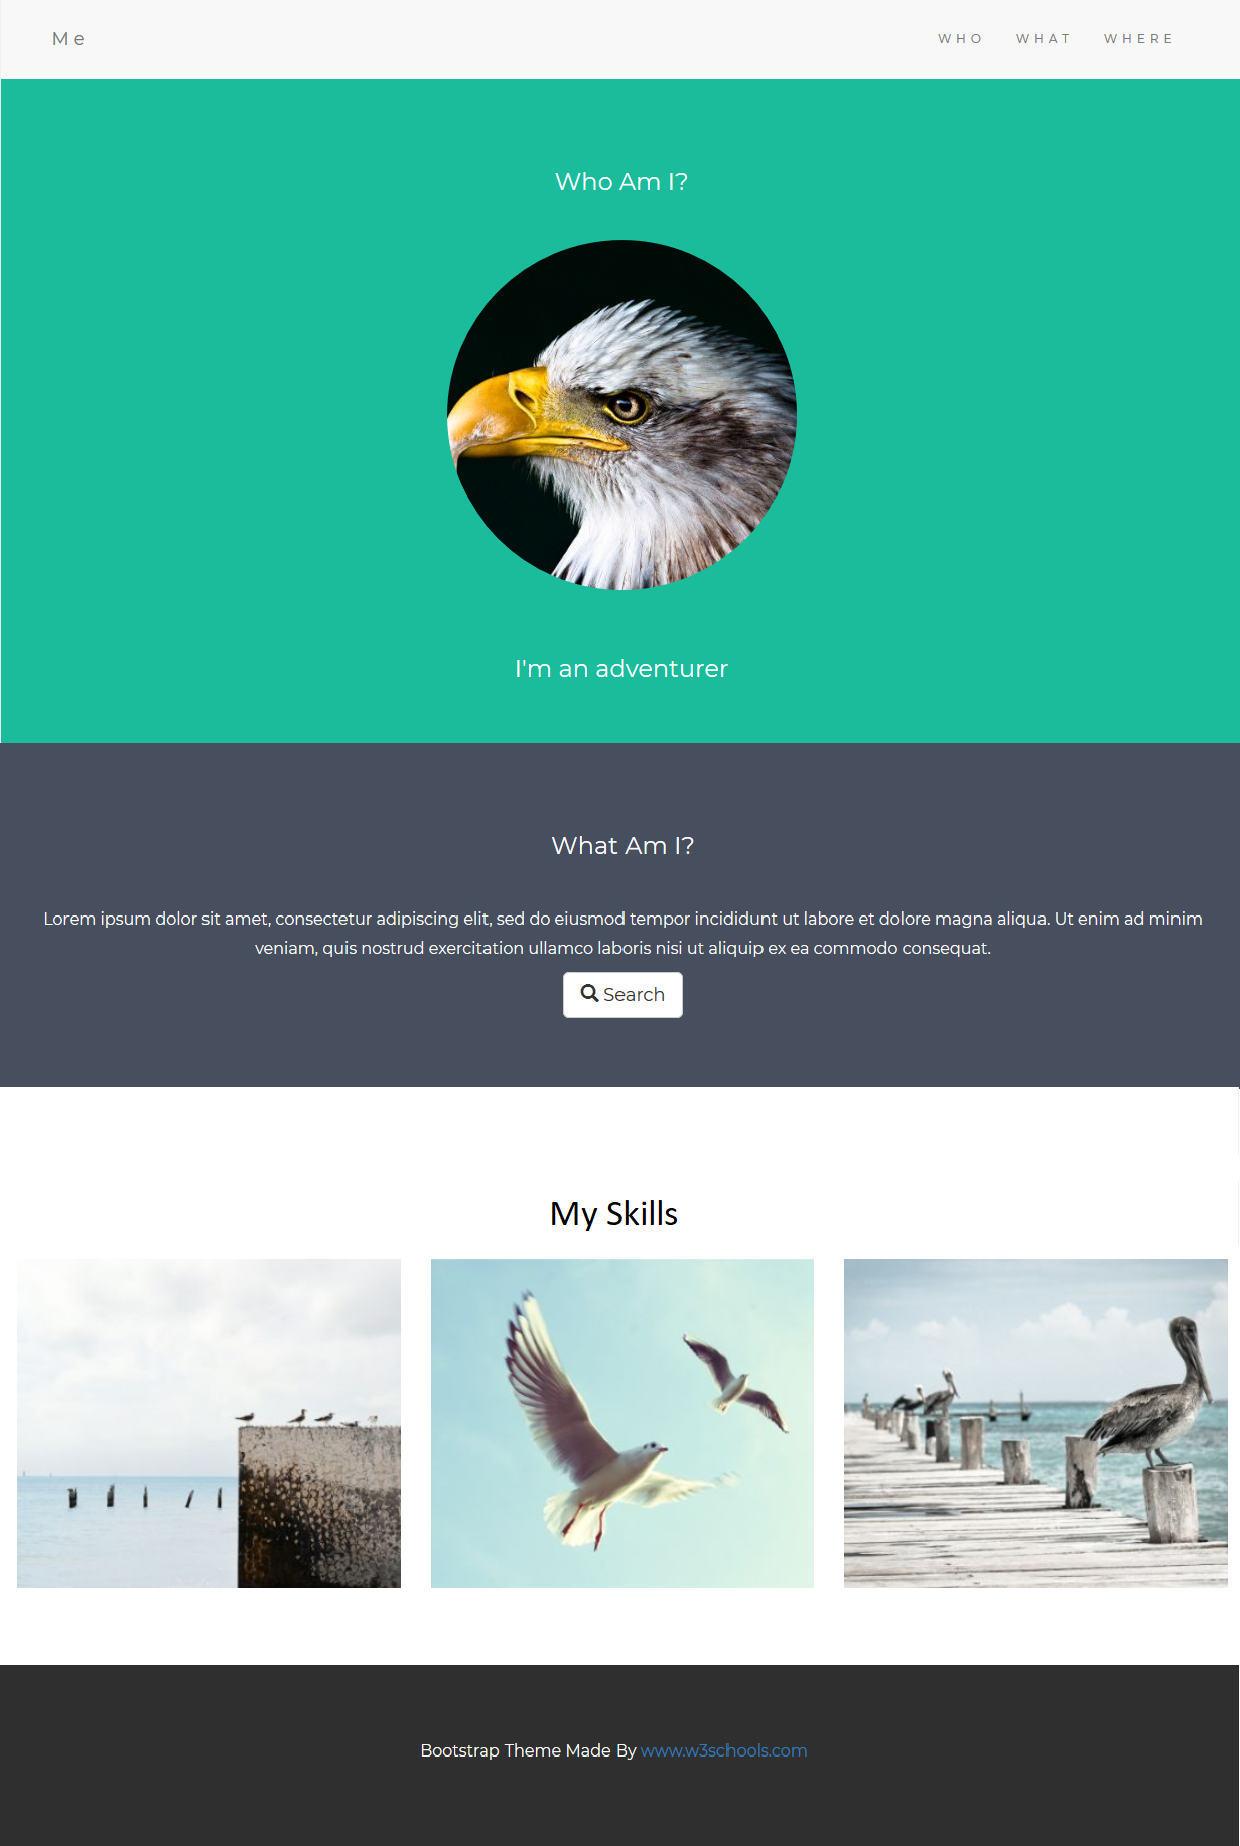 Me
WHO WHAT WHERE
Who Am I?
I'm an adventurer
What Am I?
Lorem ipsum dolor sit amet, consectetur adipiscing elit, sed do eiusmod tempor incididunt ut labore et dolore magna aliqua. Ut enim ad minim
veniam, quis nostrud exercitation ullamco laboris nisi ut aliquip ex ea commodo consequat.
Search
My Skills
Bootstrap Theme Made By www.w3schools.com